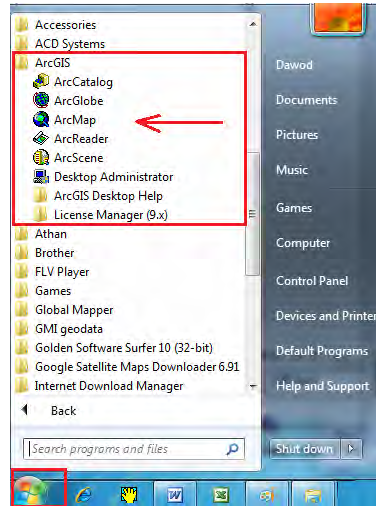 Accessories
ACD Systems
ArcGIS
ArcCatalog
ArcGlobe
ArcMap
ArcReader
ArcScene
Desktop Administrator
ArcGIS Desktop Help
License Manager (9.x)
Athan
Brother
FLV Player
Games
Global Mapper
GMI geodata
Golden Software Surfer 10 (32-bit)
Google Satellite Maps Downloader 6.91
Internet Download Manager
Back
Search programs and files
Dawod
Documents
Pictures
Music
Games
Computer
Control Panel
Devices and Printer
Default Programs
Help and Support
Shut down